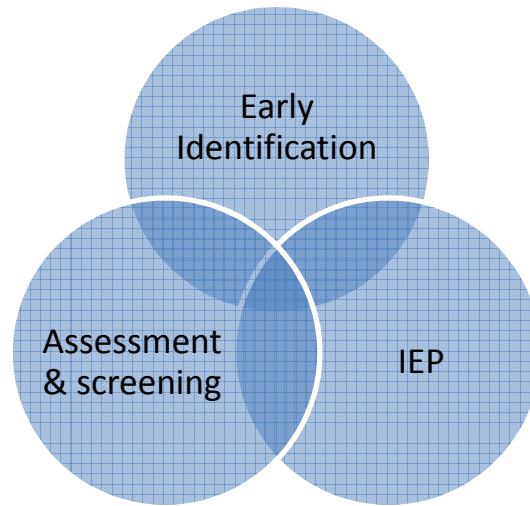 Early
Identification
Assessment
& screening
IEP